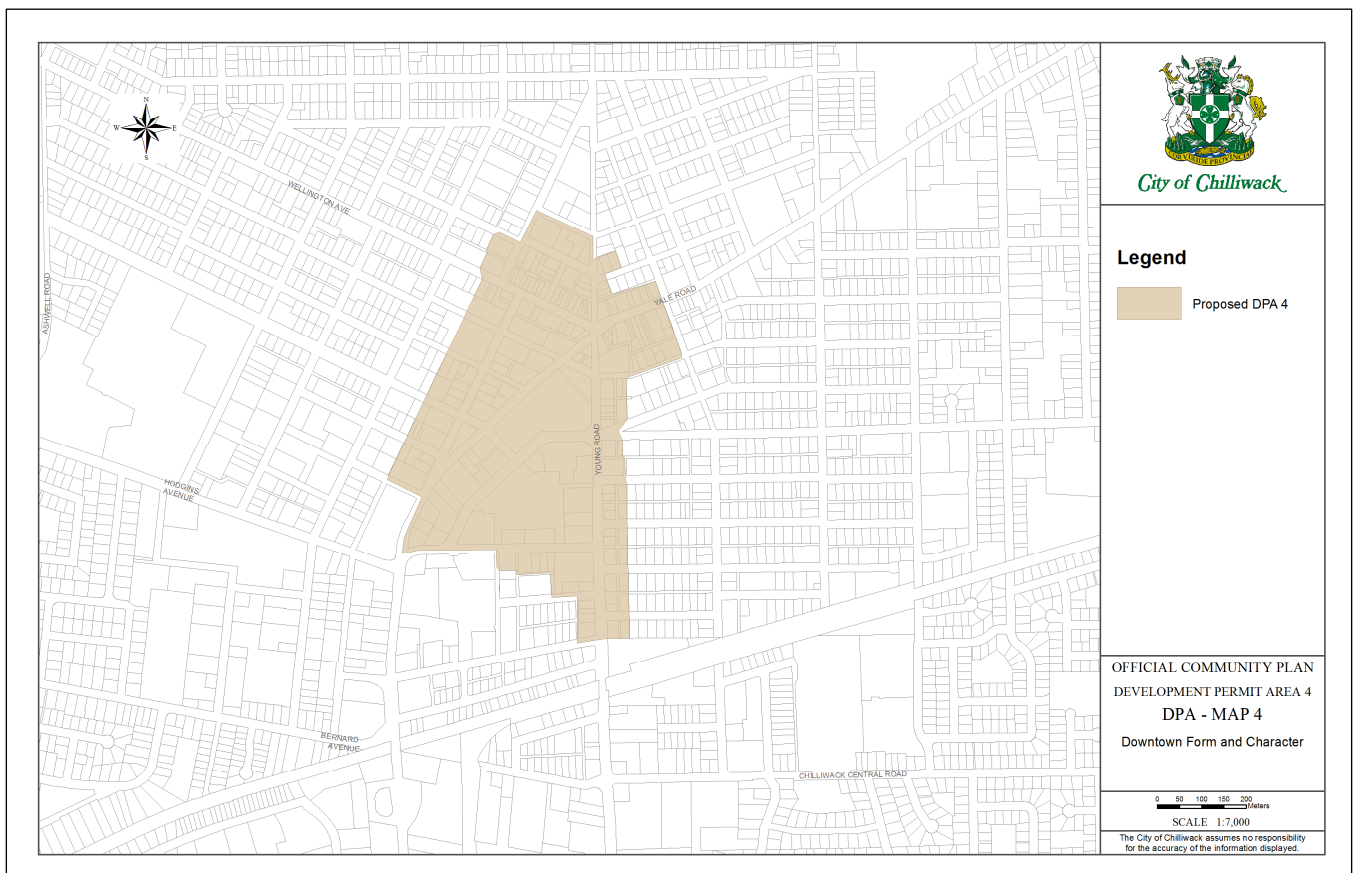 N
W
E
S
WELLINGTON AVE
ASHWELL ROAD
YALE ROAD
YOUNG ROAD
HODGINS
AVENUE
BERNARD
AVENUE
CHILLIWACK CENTRAL ROAD
COR VIRIDE PROVINCIAE
City of Chilliwack
Legend
Proposed DPA 4
OFFICIAL COMMUNITY PLAN
DEVELOPMENT PERMIT AREA 4
DPA - MAP 4
Downtown Form and Character
0 50 100 150 200
Meters
SCALE 1:7,000
The City of Chilliwack assumes no responsibility
for the accuracy of the information displayed.